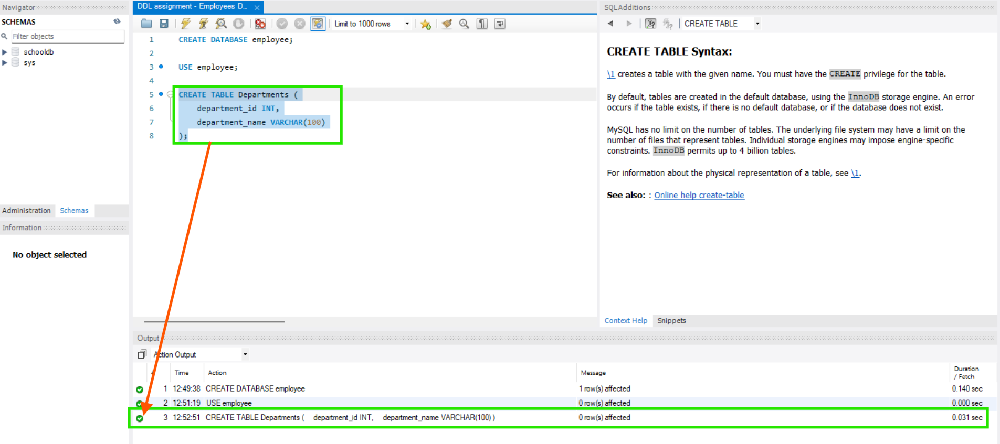 Navigator
SCHEMAS
Filter objects
schooldb
sys
Administration Schemas
Information
No object selected
DDL assignment - Employees D...
Limit to 1000 rows
1 CREATE DATABASE employee;
2
3 USE employee;
4
5 CREATE TABLE Departments (
6 department_id INT,
7 department_name VARCHAR(100)
8 );
SQLAdditions
CREATE TABLE
CREATE TABLE Syntax:
\1 creates a table with the given name. You must have the CREATE privilege for the table.
By default, tables are created in the default database, using the InnoDB storage engine. An error
occurs if the table exists, if there is no default database, or if the database does not exist.
MySQL has no limit on the number of tables. The underlying file system may have a limit on the
number of files that represent tables. Individual storage engines may impose engine-specific
constraints. InnoDB permits up to 4 billion tables.
For information about the physical representation of a table, see \1.
See also: : Online help create-table
Context Help Snippets
Output
Action Output
Time Action Message Duration
/ Fetch
1 12:49:38 CREATE DATABASE employee 1 row(s) affected 0.140 sec
2 12:51:19 USE employee 0 row(s) affected 0.000 sec
3 12:52:51 CREATE TABLE Departments ( department_id INT, department_name VARCHAR(100) ) 0 row(s) affected 0.031 sec